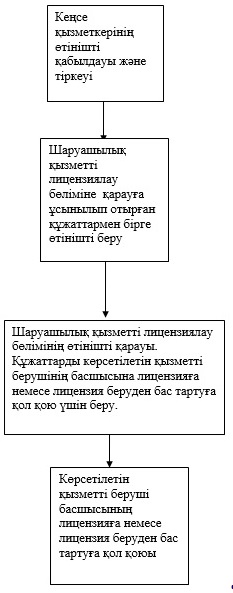 Кеңсе
қызметкерінің
өтінішті
қабылдауы және
тіркеуі
Шаруашылық
қызметті
лицензиялау
бөліміне қарауға
ұсынылып отырған
құжаттармен бірге
өтінішті беру
Шаруашылық қызметті лицензиялау
бөлімінің өтінішті қарауы.
Құжаттарды көрсетілетін қызметті
берушінің басшысына лицензияға
немесе лицензия беруден бас тартуға
қол қою үшін беру.
Көрсетілетін
қызметті беруші
басшысының
лицензияға немесе
лицензия беруден бас
тартуға қол қоюы